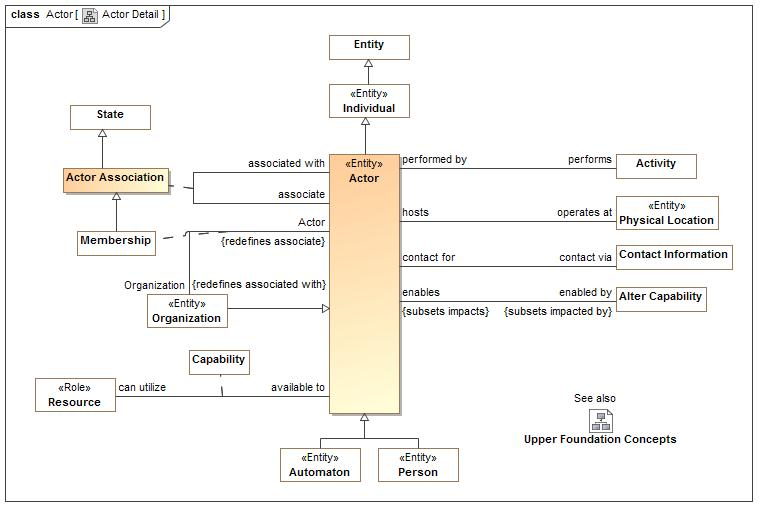 class Actor [ Actor Detail ]
Entity
«Entity»
Individual
State
Actor Association
Membership
associated with
associate
Actor
{redefines associate}
Organization
{redefines associated with}
«Entity»
Organization
«Entity»
Actor
performed by
performs
Activity
hosts
operates at
«Entity»
Physical Location
contact for
contact via
Contact Information
enables
enabled by
{subsets impacts}
{subsets impacted by}
Alter Capability
Capability
«Role»
Resource
can utilize
available to
«Entity»
Automaton
«Entity»
Person
See also
Upper Foundation Concepts